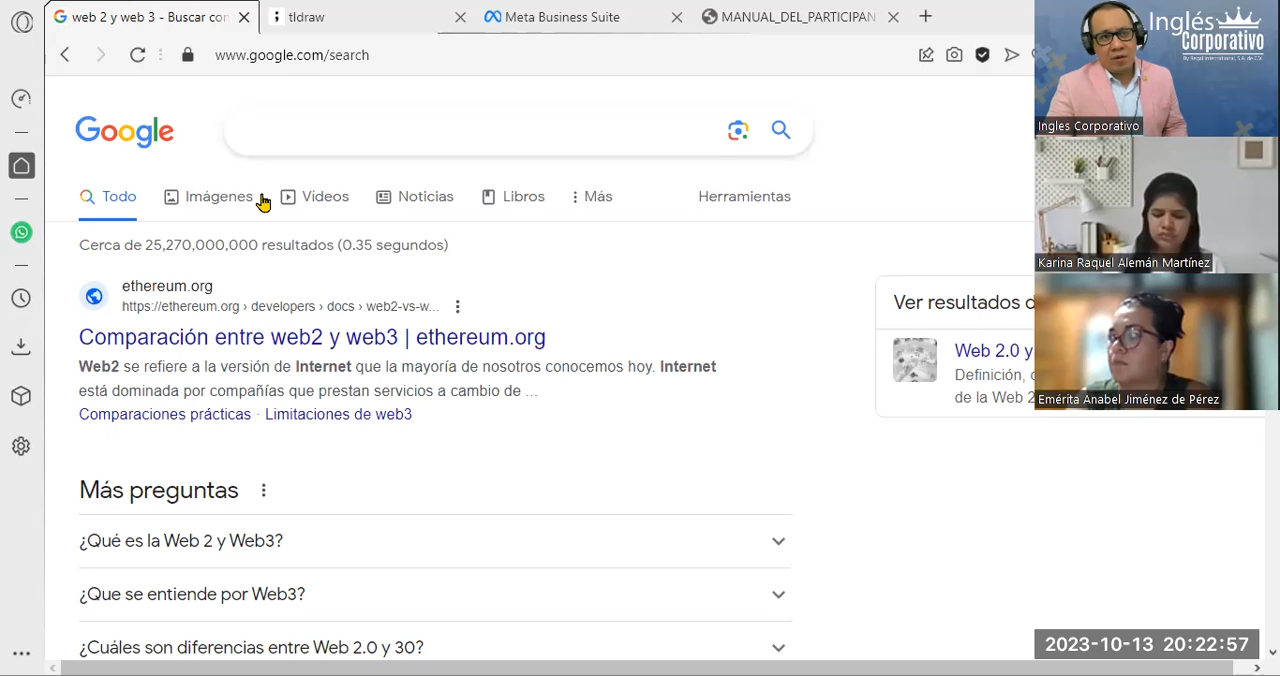 web 2 y web 3 - Buscar con
tldraw
Meta Business Suite
MANUAL_DEL_PARTICIPAN
www.google.com/search
Google
Todo
Imágenes
Vídeos
Noticias
Libros
Más
Herramientas
Cerca de 25,270,000,000 resultados (0.35 segundos)
ethereum.org
https://ethereum.org › developers › docs › web2-vs-w...
Comparación entre web2 y web3 | ethereum.org
Web2 se refiere a la versión de Internet que la mayoría de nosotros conocemos hoy. Internet
está dominada por compañías que prestan servicios a cambio de ...
Comparaciones prácticas · Limitaciones de web3
Más preguntas
¿Qué es la Web 2 y Web3?
¿Que se entiende por Web3?
¿Cuáles son diferencias entre Web 2.0 y 30?
Ver resultados d
Web 2.0 y
Definición, c
de la Web 2
Inglés
Corporativo
By Regal International, S.A. de C.V.
Ingles Corporativo
Karina Raquel Alemán Martínez
Emérita Anabel Jiménez de Pérez
2023-10-13 20:22:57